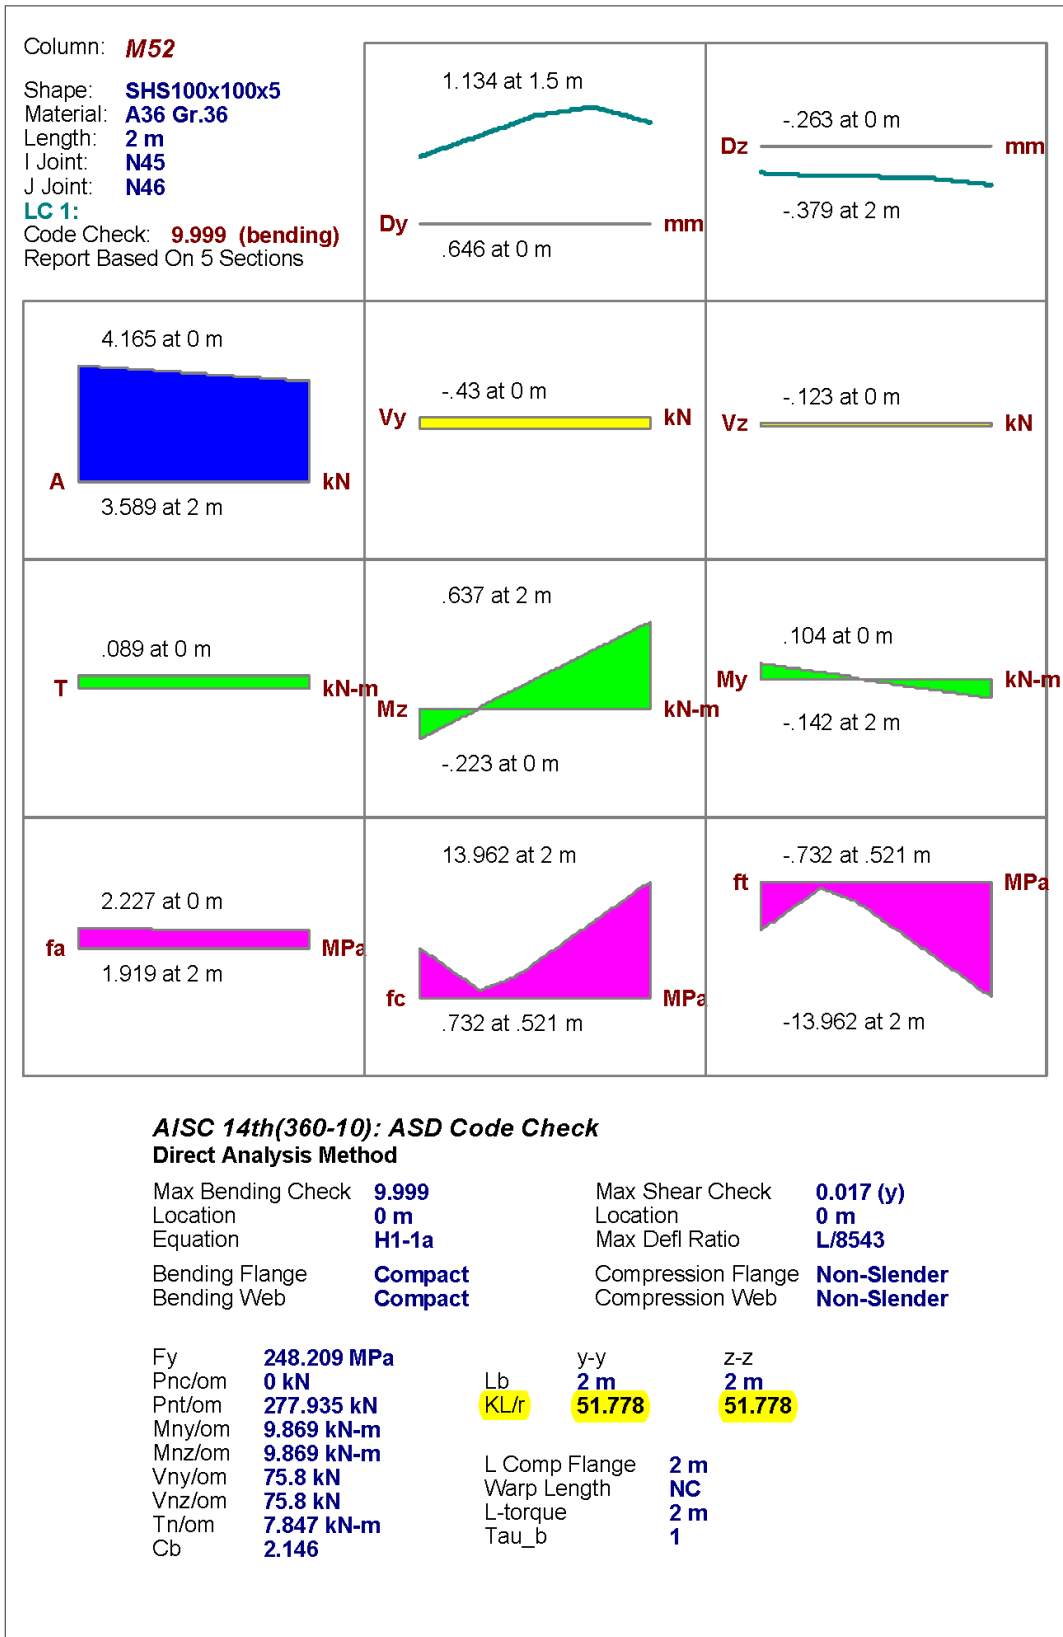 Column: M52
Shape: SHS100x100x5
Material: A36 Gr.36
Length: 2 m
I Joint: N45
J Joint: N46
LC 1:
Code Check: 9.999 (bending)
Report Based On 5 Sections
1.134 at 1.5 m
Dy mm
.646 at 0 m
-.263 at 0 m
Dz mm
-.379 at 2 m
4.165 at 0 m
A kN
3.589 at 2 m
-.43 at 0 m
Vy kN
-.123 at 0 m
Vz kN
.089 at 0 m
T kN-m
.637 at 2 m
Mz kN-m
-.223 at 0 m
.104 at 0 m
My kN-m
-.142 at 2 m
2.227 at 0 m
fa MPa
1.919 at 2 m
13.962 at 2 m
fc MPa
.732 at .521 m
-.732 at .521 m
ft MPa
-13.962 at 2 m
AISC 14th(360-10): ASD Code Check
Direct Analysis Method
Max Bending Check 9.999 Max Shear Check 0.017 (y)
Location 0 m Location 0 m
Equation H1-1a Max Defl Ratio L/8543
Bending Flange Compact Compression Flange Non-Slender
Bending Web Compact Compression Web Non-Slender
Fy 248.209 MPa y-y z-z
Pnc/om 0 kN Lb 2 m 2 m
Pnt/om 277.935 kN KL/r 51.778 51.778
Mny/om 9.869 kN-m
Mnz/om 9.869 kN-m L Comp Flange 2 m
Vny/om 75.8 kN Warp Length NC
Vnz/om 75.8 kN L-torque 2 m
Tn/om 7.847 kN-m Tau_b 1
Cb 2.146